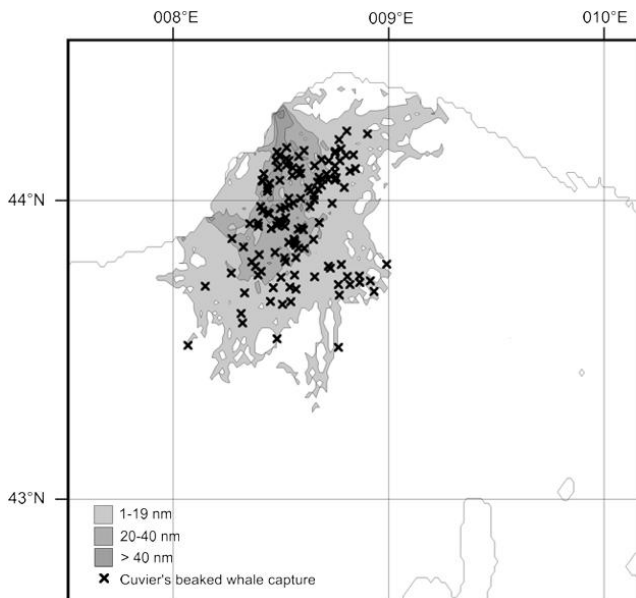 008°E 009°E 010°E
44°N
43°N
1-19 nm
20-40 nm
> 40 nm
Cuvier's beaked whale capture